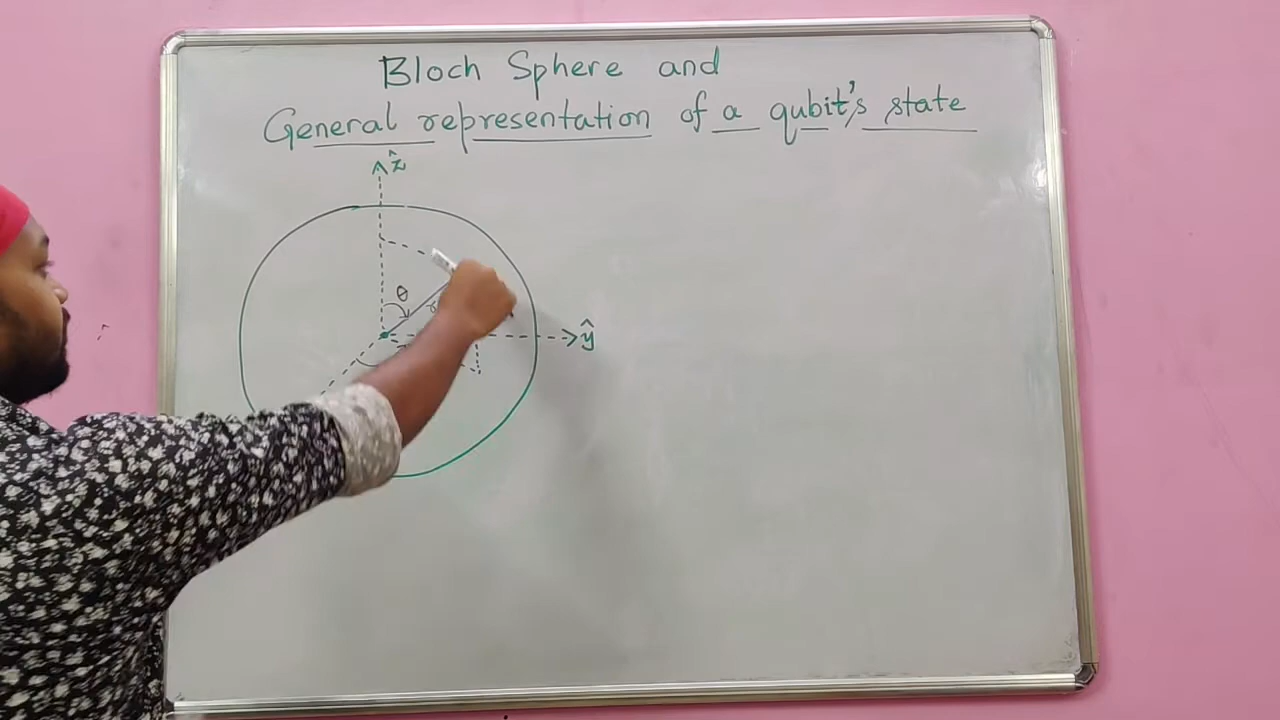 Bloch Sphere and
General representation of a qubit's state
ẑ
θ
ŷ